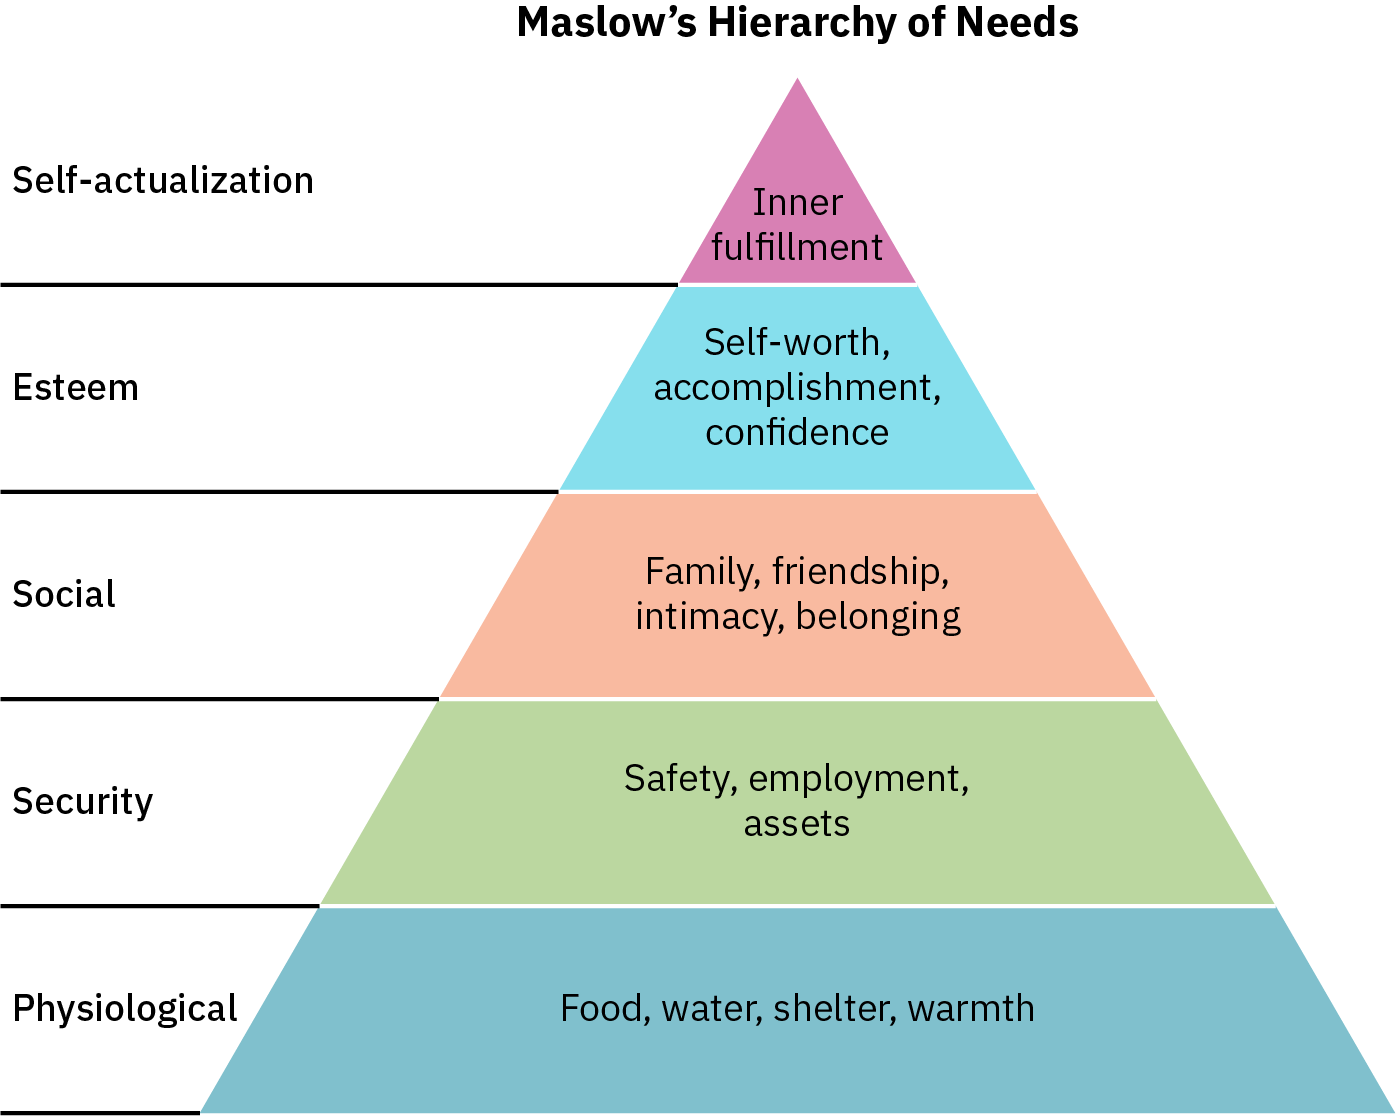 Maslow’s Hierarchy of Needs
Self-actualization
Inner
fulfillment
Esteem
Self-worth,
accomplishment,
confidence
Social
Family, friendship,
intimacy, belonging
Security
Safety, employment,
assets
Physiological
Food, water, shelter, warmth